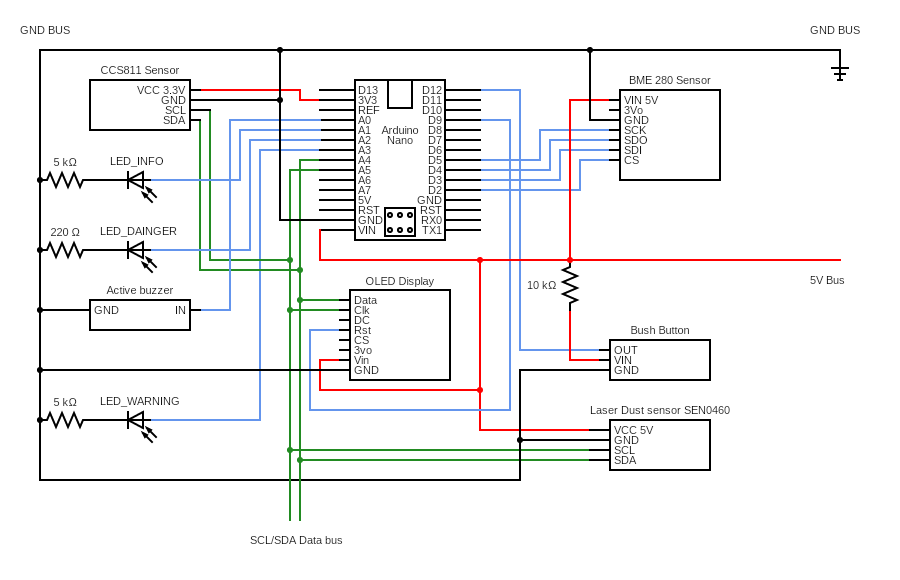 GND BUS
GND BUS
CCS811 Sensor
VCC 3.3V
GND
SCL
SDA
5 kΩ
LED_INFO
220 Ω
LED_DAINGER
Active buzzer
GND
IN
5 kΩ
LED_WARNING
D13
3V3
REF
A0
A1
A2
A3
A4
A5
A6
A7
5V
RST
GND
VIN
Arduino
Nano
D12
D11
D10
D9
D8
D7
D6
D5
D4
D3
D2
GND
RST
RX0
TX1
BME 280 Sensor
VIN 5V
3Vo
GND
SCK
SDO
SDI
CS
OLED Display
Data
Clk
DC
Rst
CS
3vo
Vin
GND
10 kΩ
5V Bus
Bush Button
OUT
VIN
GND
Laser Dust sensor SEN0460
VCC 5V
GND
SCL
SDA
SCL/SDA Data bus